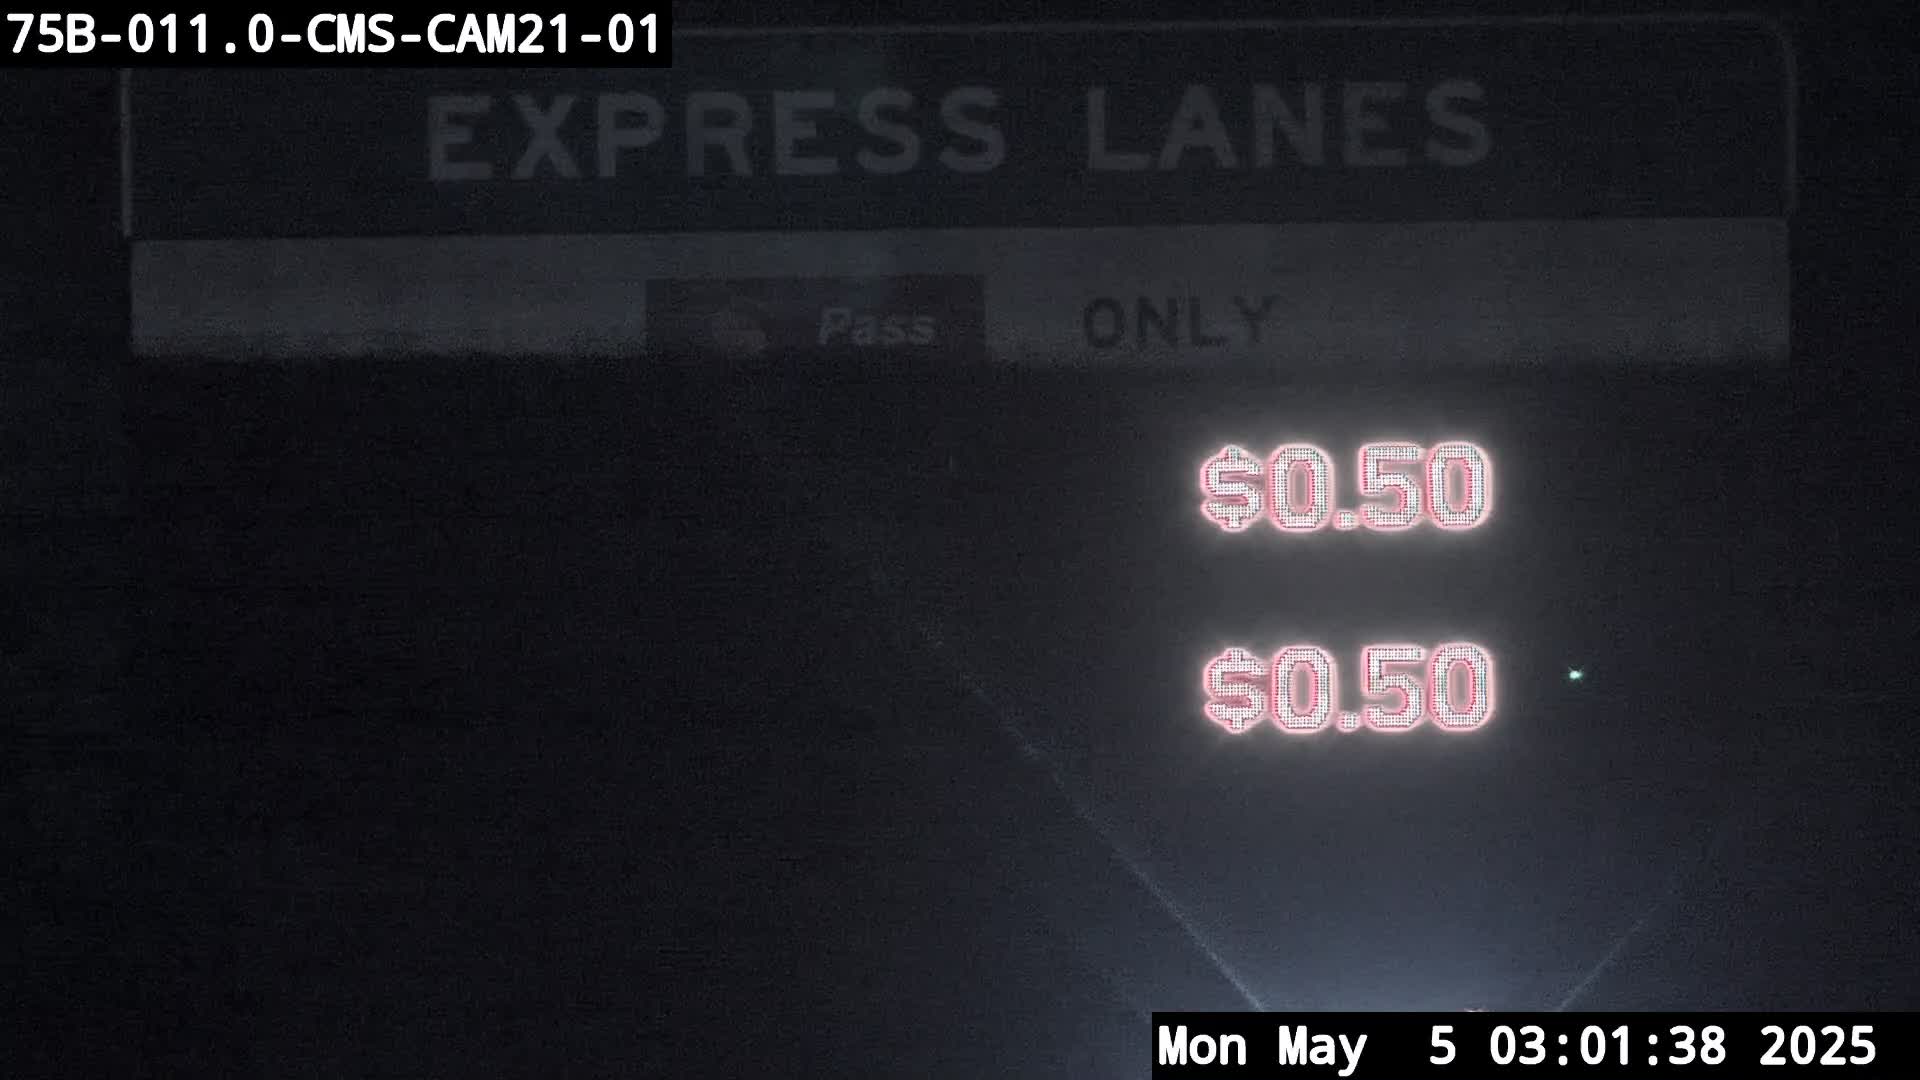 75B-011.0-CMS-CAM21-01
EXPRESS LANES
Pass ONLY
$0.50
$0.50
Mon May 5 03:01:38 2025